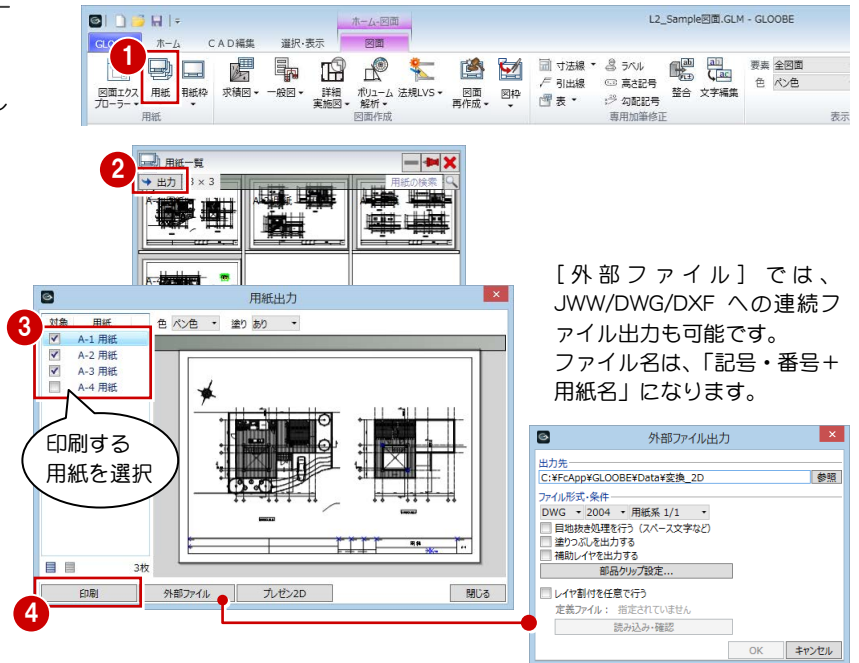 L2_Sample図面.GLM - GLOOBE
ホーム-図面
ホーム
CAD編集
選択・表示
図面
1
図面エクスプローラー
用紙
用紙枠
求積図
一般図
詳細実施図
ボリューム解析
法規LVS
図面再作成
図枠
寸法線
引出線
表
ラベル
高さ記号
勾配記号
整合
文字編集
要素 全図面
色 ペン色
用紙
図面作成
専用加筆修正
表示
し
2
用紙一覧
出力
× 3
用紙の検索
用紙出力
3
対象 用紙
色 ペン色 塗り あり
A-1 用紙
A-2 用紙
A-3 用紙
A-4 用紙
印刷する
用紙を選択
3枚
4
印刷
外部ファイル
プレゼン2D
閉じる
[外部ファイル]では、
JWW/DWG/DXF への連続フ
ァイル出力も可能です。
ファイル名は、「記号・番号+
用紙名」になります。
外部ファイル出力
出力先
C:¥FcApp¥GLOOBE¥Data¥変換_2D
参照
ファイル形式・条件
DWG 2004 用紙系 1/1
目地抜き処理を行う（スペース文字など）
塗りつぶしを出力する
補助レイヤを出力する
部品クリップ設定...
レイヤ割付を任意で行う
定義ファイル： 指定されていません
読み込み・確認
OK
キャンセル